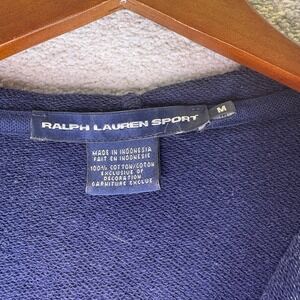 RALPH LAUREN SPORT
M
MADE IN INDONESIA
FAIT EN INDONESIE
100% COTTON/COTON
EXCLUSIVE OF
DECORATION
GARNITURE EXCLUE